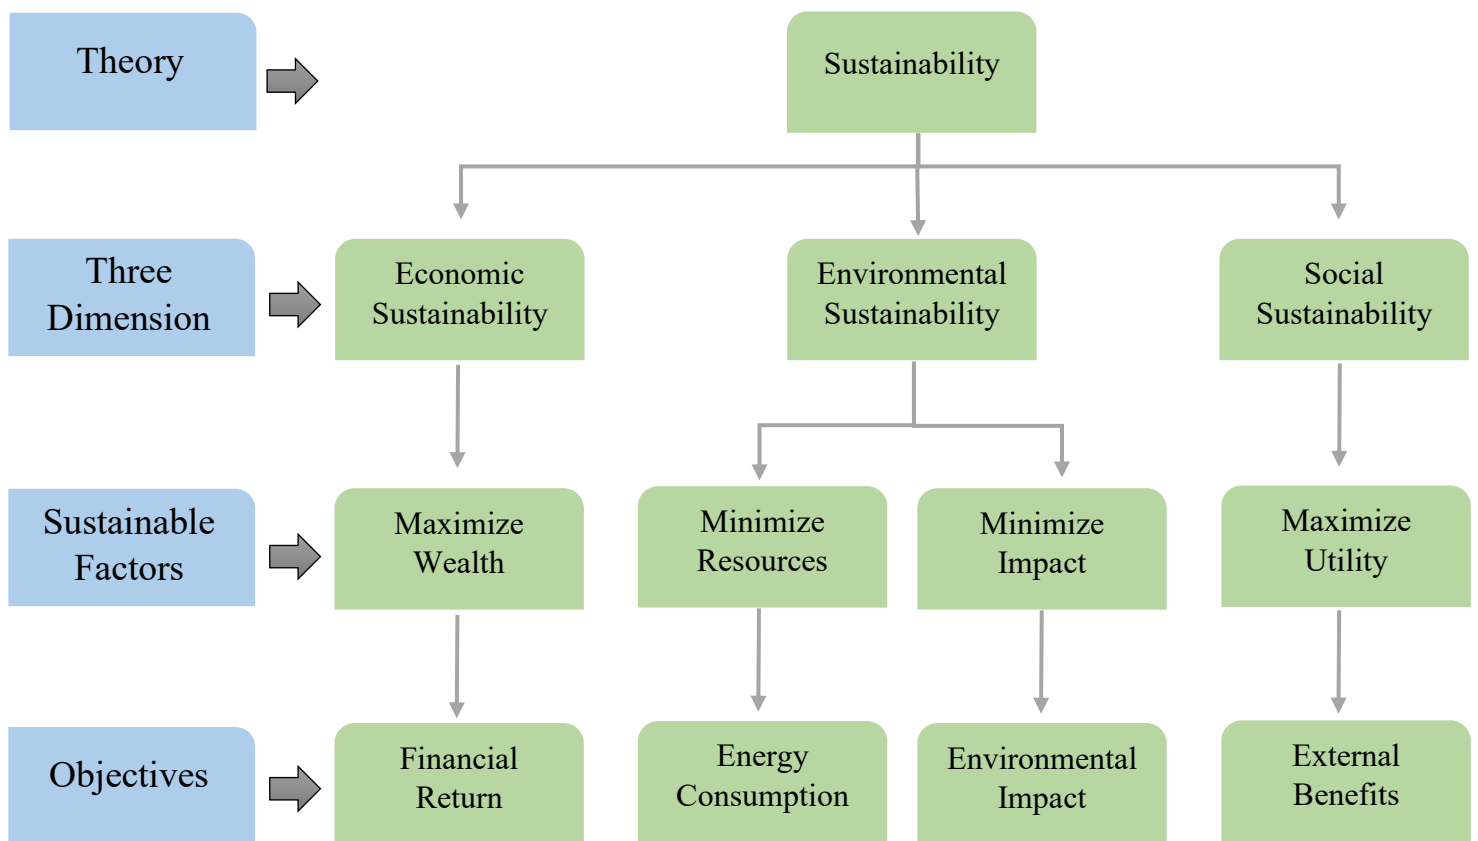 Theory
Sustainability
Three
Dimension
Economic
Sustainability
Environmental
Sustainability
Social
Sustainability
Sustainable
Factors
Maximize
Wealth
Minimize
Resources
Minimize
Impact
Maximize
Utility
Objectives
Financial
Return
Energy
Consumption
Environmental
Impact
External
Benefits